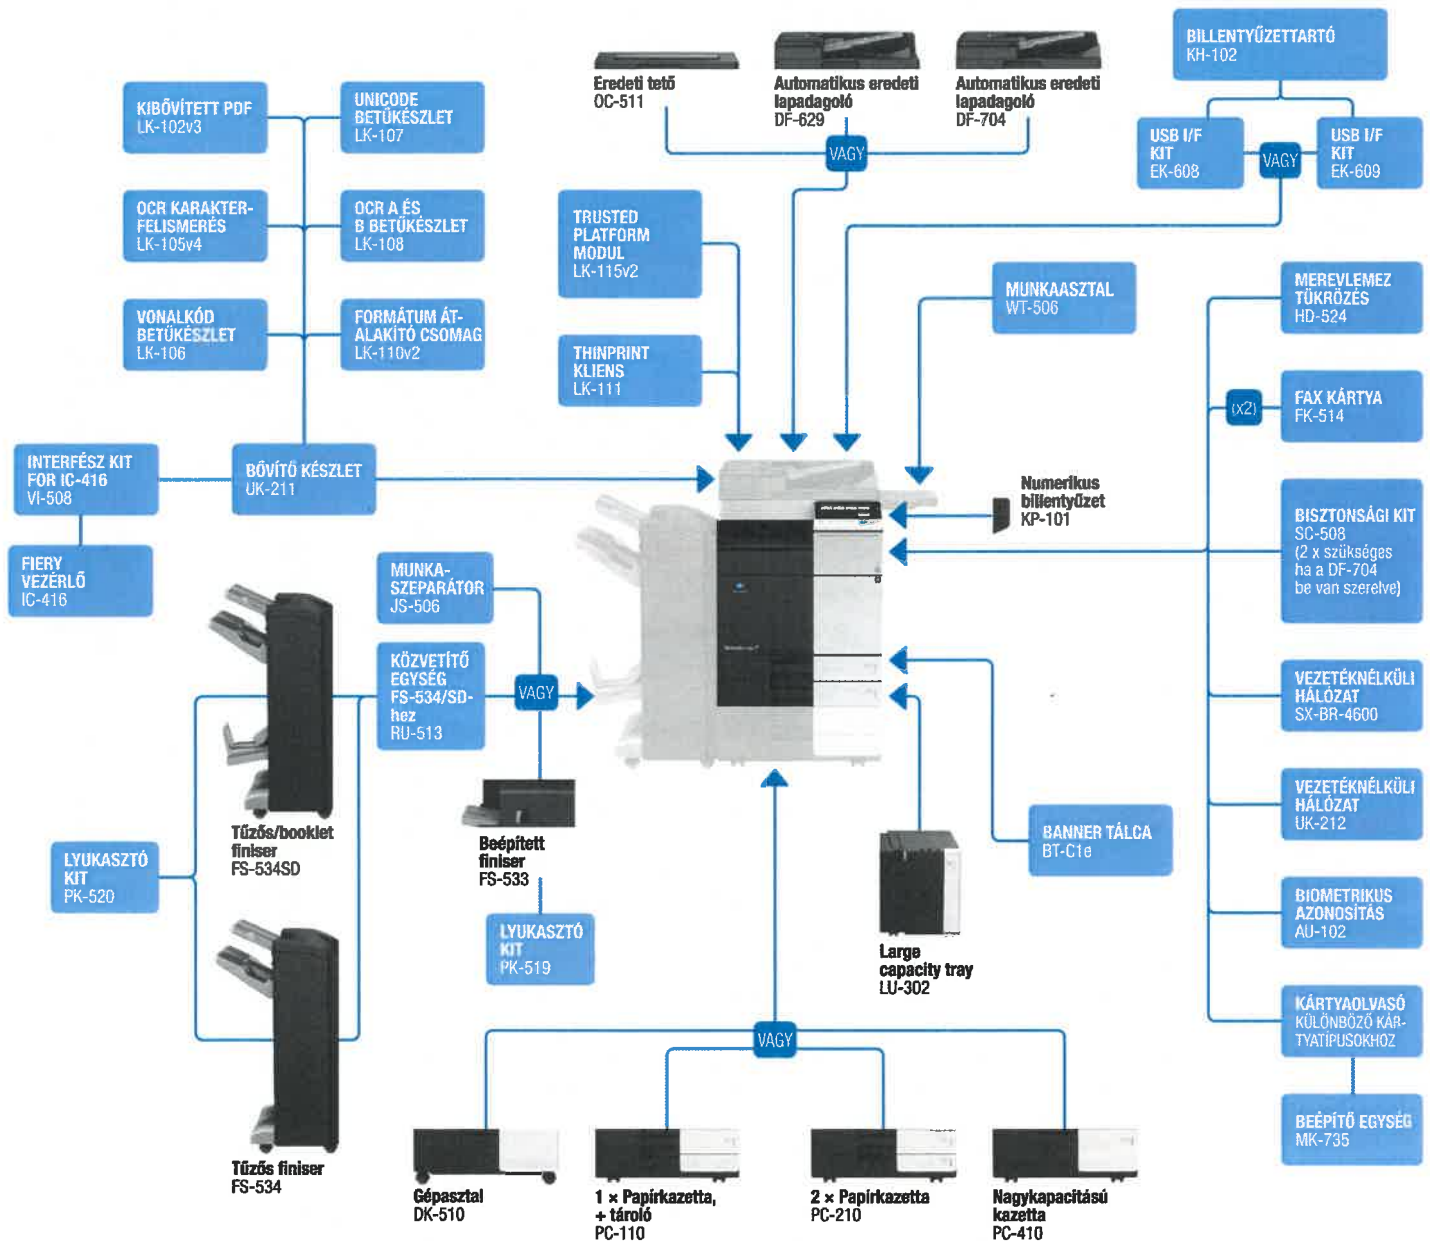 Eredeti tető
OC-511
Automatikus eredeti
lapadagoló
DF-629
Automatikus eredeti
lapadagoló
DF-704
VAGY
BILLENTYŰZETTARTÓ
KH-102
USB I/F
KIT
EK-608
VAGY
USB I/F
KIT
EK-609
KIBŐVÍTETT PDF
LK-102v3
UNICODE
BETŰKÉSZLET
LK-107
OCR KARAKTER-
FELISMERÉS
LK-105v4
OCR A ÉS
B BETŰKÉSZLET
LK-108
VONALKÓD
BETŰKÉSZLET
LK-106
FORMÁTUM ÁT-
ALAKÍTÓ CSOMAG
LK-110v2
TRUSTED
PLATFORM
MODUL
LK-115v2
THINPRINT
KLIENS
LK-111
MUNKAASZTAL
WT-506
MEREVLEMEZ
TÜKRÖZÉS
HD-524
(x2)
FAX KÁRTYA
FK-514
INTERFÉSZ KIT
FOR IC-416
VI-508
BŐVÍTŐ KÉSZLET
UK-211
FIERY
VEZÉRLŐ
IC-416
Numerikus
billentyűzet
KP-101
BISZTONSÁGI KIT
SC-508
(2 x szükséges
ha a DF-704
be van szerelve)
MUNKA-
SZEPARÁTOR
JS-506
KÖZVETÍTŐ
EGYSÉG
FS-534/SD-
hez
RU-513
VAGY
VEZETÉKNÉLKÜLI
HÁLÓZAT
SX-BR-4600
VEZETÉKNÉLKÜLI
HÁLÓZAT
UK-212
Tűzős/booklet
finiser
FS-534SD
Beépített
finiser
FS-533
BANNER TÁLCA
BT-C1e
LYUKASZTÓ
KIT
PK-520
LYUKASZTÓ
KIT
PK-519
Large
capacity tray
LU-302
BIOMETRIKUS
AZONOSÍTÁS
AU-102
KÁRTYAOLVASÓ
KÜLÖNBÖZŐ KÁR-
TYATÍPUSOKHOZ
VAGY
BEÉPÍTŐ EGYSÉG
MK-735
Tűzős finiser
FS-534
Gépasztal
DK-510
1 × Papírkazetta,
+ tároló
PC-110
2 × Papírkazetta
PC-210
Nagykapacitású
kazetta
PC-410